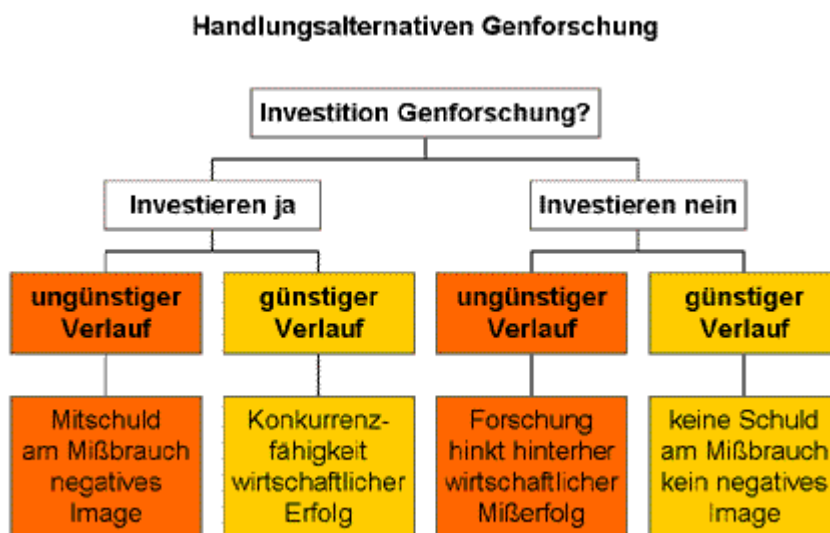 Handlungsalternativen Genforschung
Investition Genforschung?
Investieren ja
Investieren nein
ungünstiger
Verlauf
günstiger
Verlauf
ungünstiger
Verlauf
günstiger
Verlauf
Mitschuld
am Mißbrauch
negatives
Image
Konkurrenz-
fähigkeit
wirtschaftlicher
Erfolg
Forschung
hinkt hinterher
wirtschaftlicher
Mißerfolg
keine Schuld
am Mißbrauch
kein negatives
Image